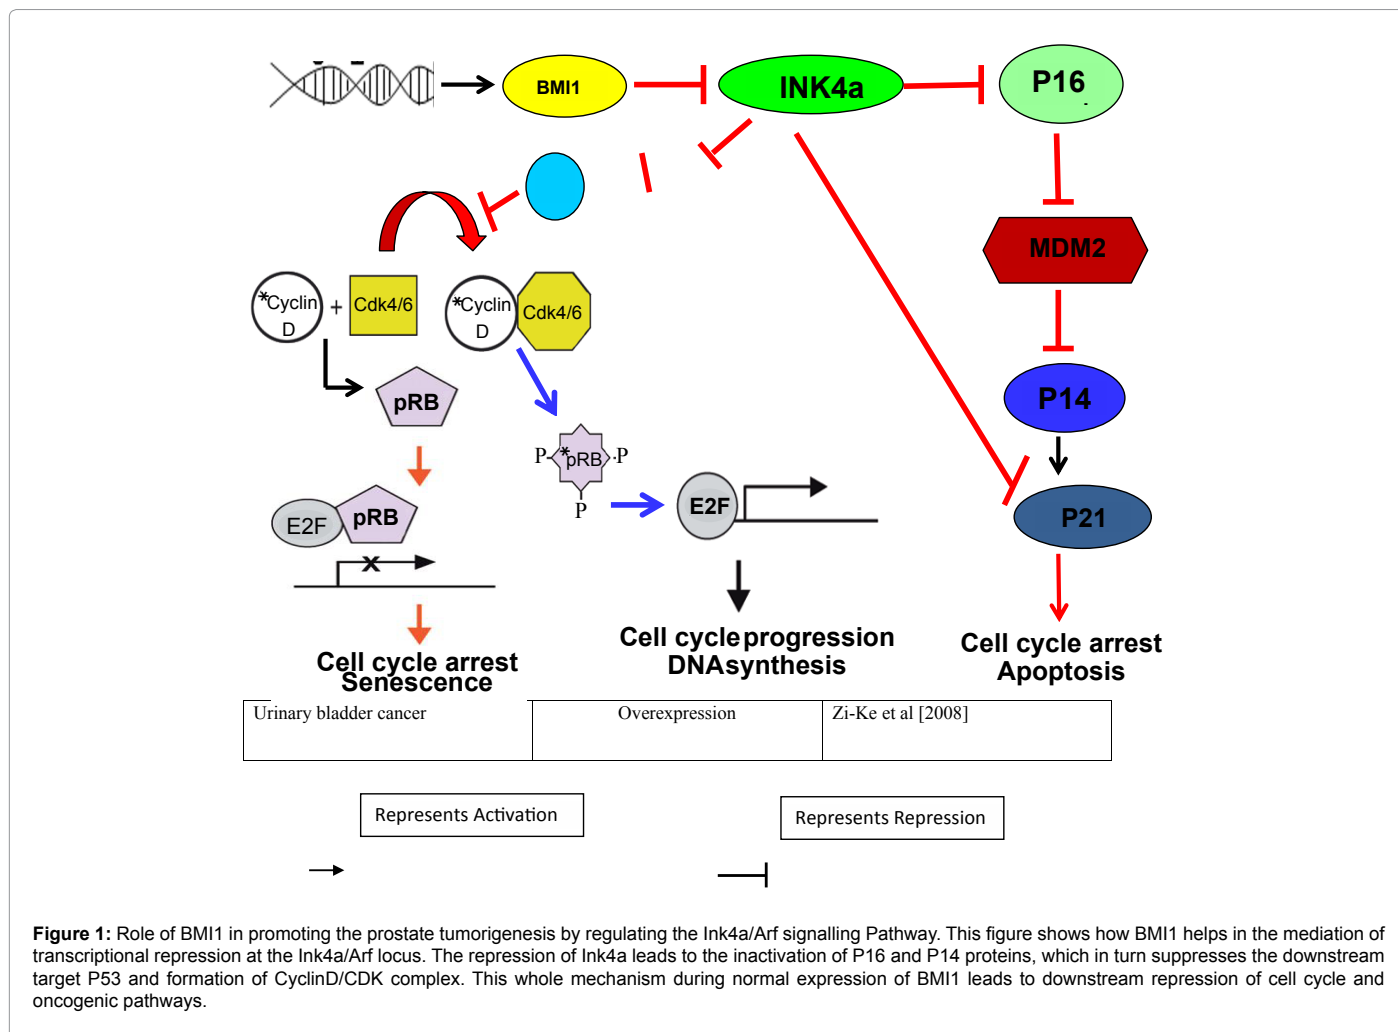 BMI1
INK4a
P16
MDM2
*Cyclin
D
+
Cdk4/6
*Cyclin
D
Cdk4/6
pRB
P14
P
*pRB
P
P
E2F
pRB
x
E2F
P21
Cell cycle arrest
Senescence
Cell cycle progression
DNA synthesis
Cell cycle arrest
Apoptosis
Urinary bladder cancer
Overexpression
Zi-Ke et al [2008]
Represents Activation
Represents Repression
Figure 1: Role of BMI1 in promoting the prostate tumorigenesis by regulating the Ink4a/Arf signalling Pathway. This figure shows how BMI1 helps in the mediation of
transcriptional repression at the Ink4a/Arf locus. The repression of Ink4a leads to the inactivation of P16 and P14 proteins, which in turn suppresses the downstream
target P53 and formation of CyclinD/CDK complex. This whole mechanism during normal expression of BMI1 leads to downstream repression of cell cycle and
oncogenic pathways.